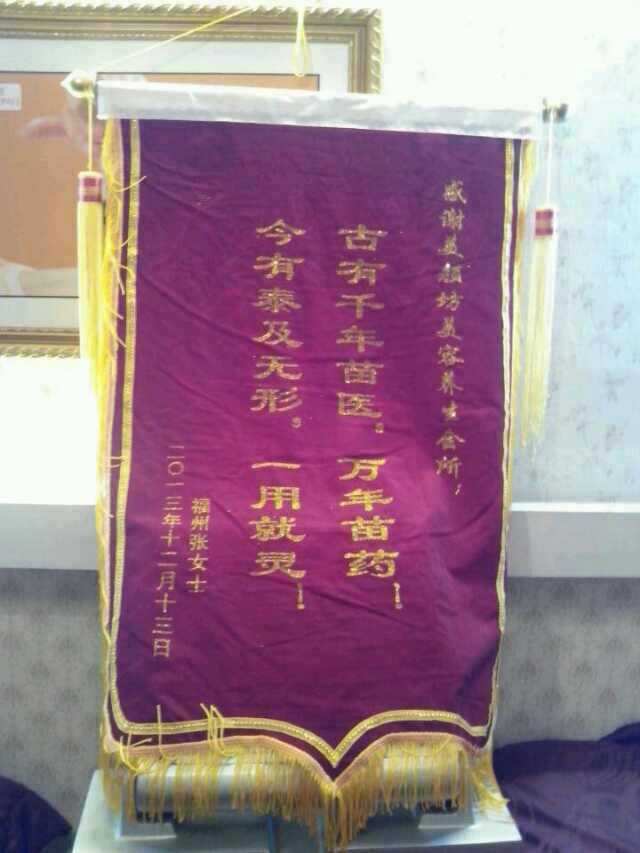 感谢美颜坊美容养生会所：
古有千年苗医。万年苗药！
今有泰及无形。一用就灵！
福州张女士
二〇一三年十二月十三日